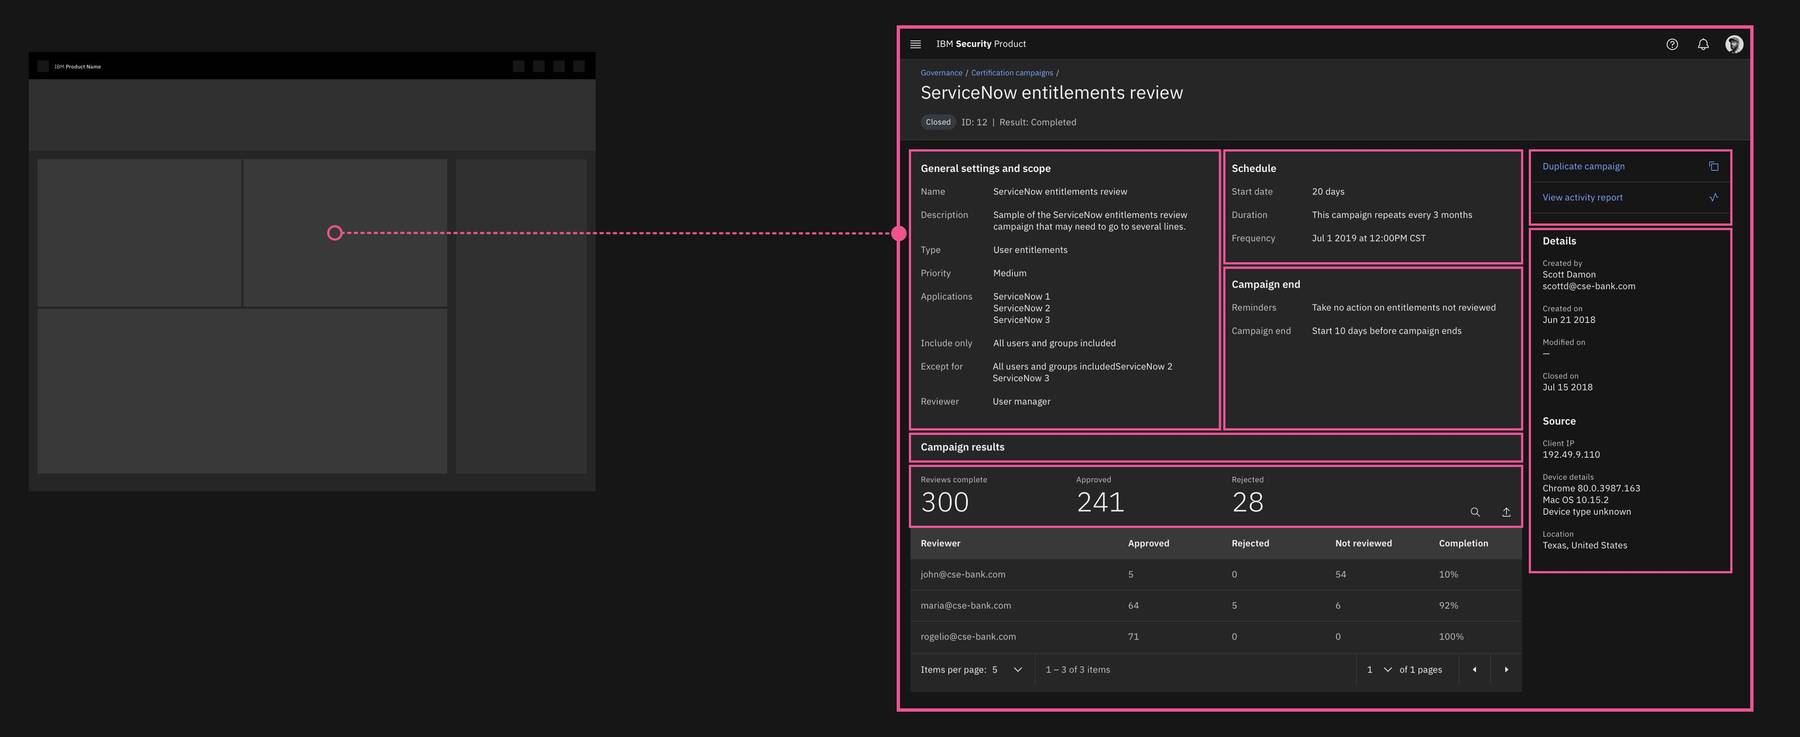 IBM Product Name
IBM Security Product
Governance / Certification campaigns /
ServiceNow entitlements review
Closed ID: 12 | Result: Completed
General settings and scope
Name ServiceNow entitlements review
Description Sample of the ServiceNow entitlements review
campaign that may need to go to several lines.
Type User entitlements
Priority Medium
Applications ServiceNow 1
ServiceNow 2
ServiceNow 3
Include only All users and groups included
Except for All users and groups includedServiceNow 2
ServiceNow 3
Reviewer User manager
Schedule
Start date 20 days
Duration This campaign repeats every 3 months
Frequency Jul 1 2019 at 12:00PM CST
Campaign end
Reminders Take no action on entitlements not reviewed
Campaign end Start 10 days before campaign ends
Duplicate campaign
View activity report
Details
Created by
Scott Damon
scottd@cse-bank.com
Created on
Jun 21 2018
Modified on
—
Closed on
Jul 15 2018
Source
Client IP
192.49.9.110
Device details
Chrome 80.0.3987.163
Mac OS 10.15.2
Device type unknown
Location
Texas, United States
Campaign results
Reviews complete Approved Rejected
300 241 28
Reviewer Approved Rejected Not reviewed Completion
john@cse-bank.com 5 0 54 10%
maria@cse-bank.com 64 5 6 92%
rogelio@cse-bank.com 71 0 0 100%
Items per page: 5 1 – 3 of 3 items 1 of 1 pages